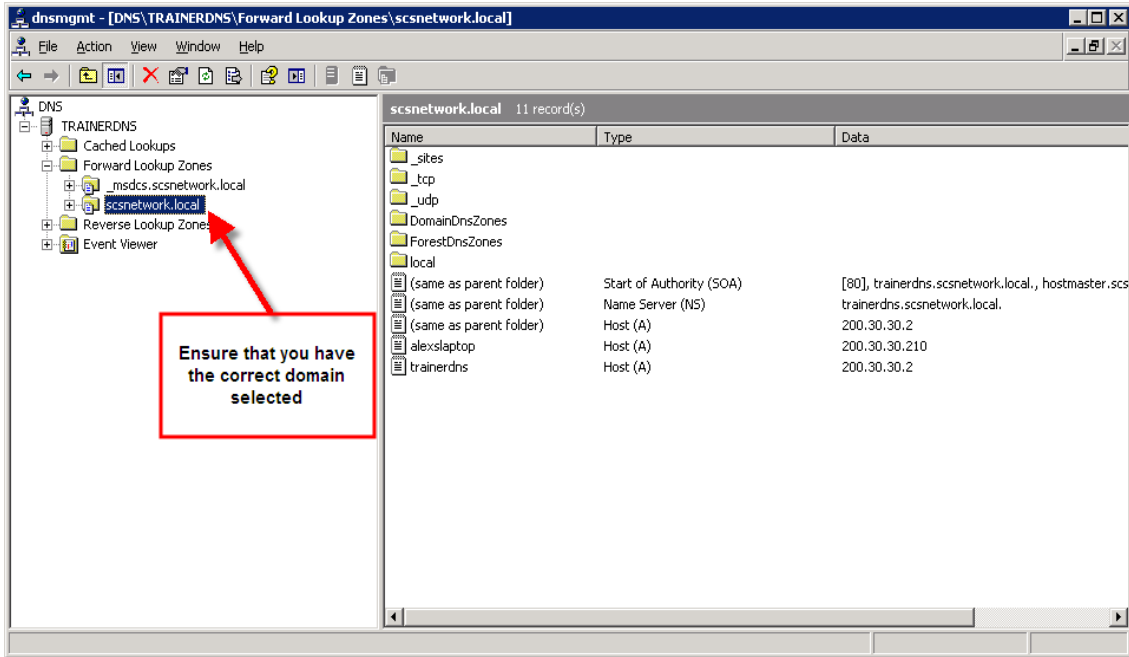 dnsmgmt - [DNS\TRAINERDNS\Forward Lookup Zones\scsnetwork.local]
File Action View Window Help
DNS
TRAINERDNS
Cached Lookups
Forward Lookup Zones
_msdcs.scsnetwork.local
scsnetwork.local
Reverse Lookup Zones
Event Viewer
Ensure that you have
the correct domain
selected
scsnetwork.local 11 record(s)
Name Type Data
_sites
_tcp
_udp
DomainDnsZones
ForestDnsZones
local
(same as parent folder) Start of Authority (SOA) [80], trainerdns.scsnetwork.local., hostmaster.scs
(same as parent folder) Name Server (NS) trainerdns.scsnetwork.local.
(same as parent folder) Host (A) 200.30.30.2
alexslaptop Host (A) 200.30.30.210
trainerdns Host (A) 200.30.30.2